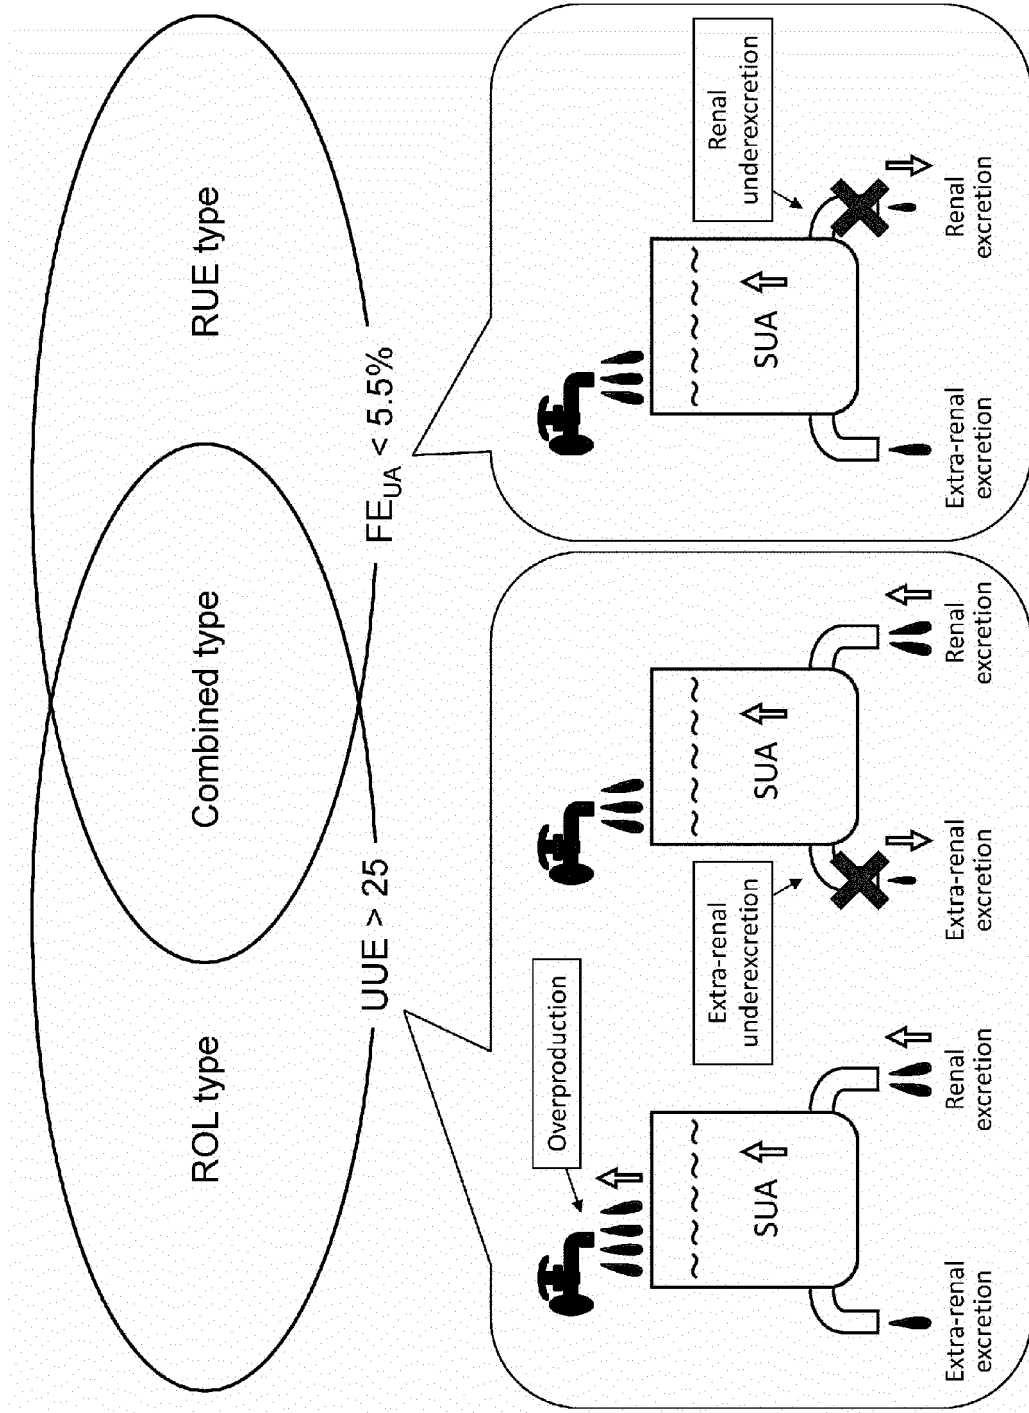 ROL type
Combined type
RUE type
UUE > 25
FE_UA < 5.5%
Overproduction
SUA
Extra-renal
excretion
Renal
excretion
Extra-renal
underexcretion
SUA
Extra-renal
excretion
Renal
excretion
Renal
underexcretion
SUA
Extra-renal
excretion
Renal
excretion